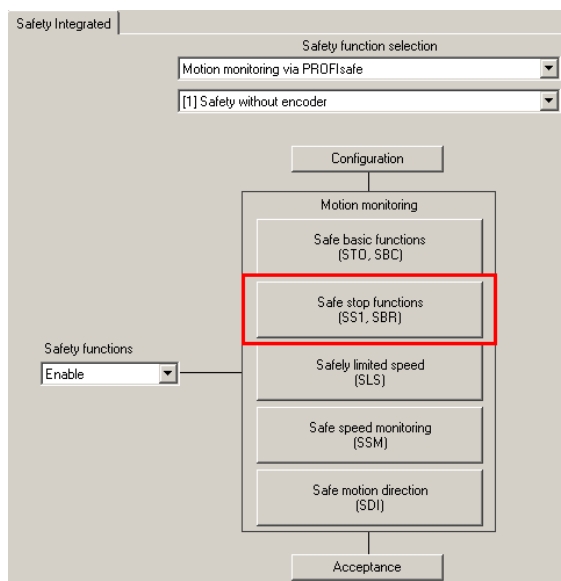 Safety Integrated
Safety function selection
Motion monitoring via PROFIsafe
[1] Safety without encoder
Configuration
Motion monitoring
Safe basic functions
(STO, SBC)
Safe stop functions
(SS1, SBR)
Safety functions
Enable
Safely limited speed
(SLS)
Safe speed monitoring
(SSM)
Safe motion direction
(SDI)
Acceptance